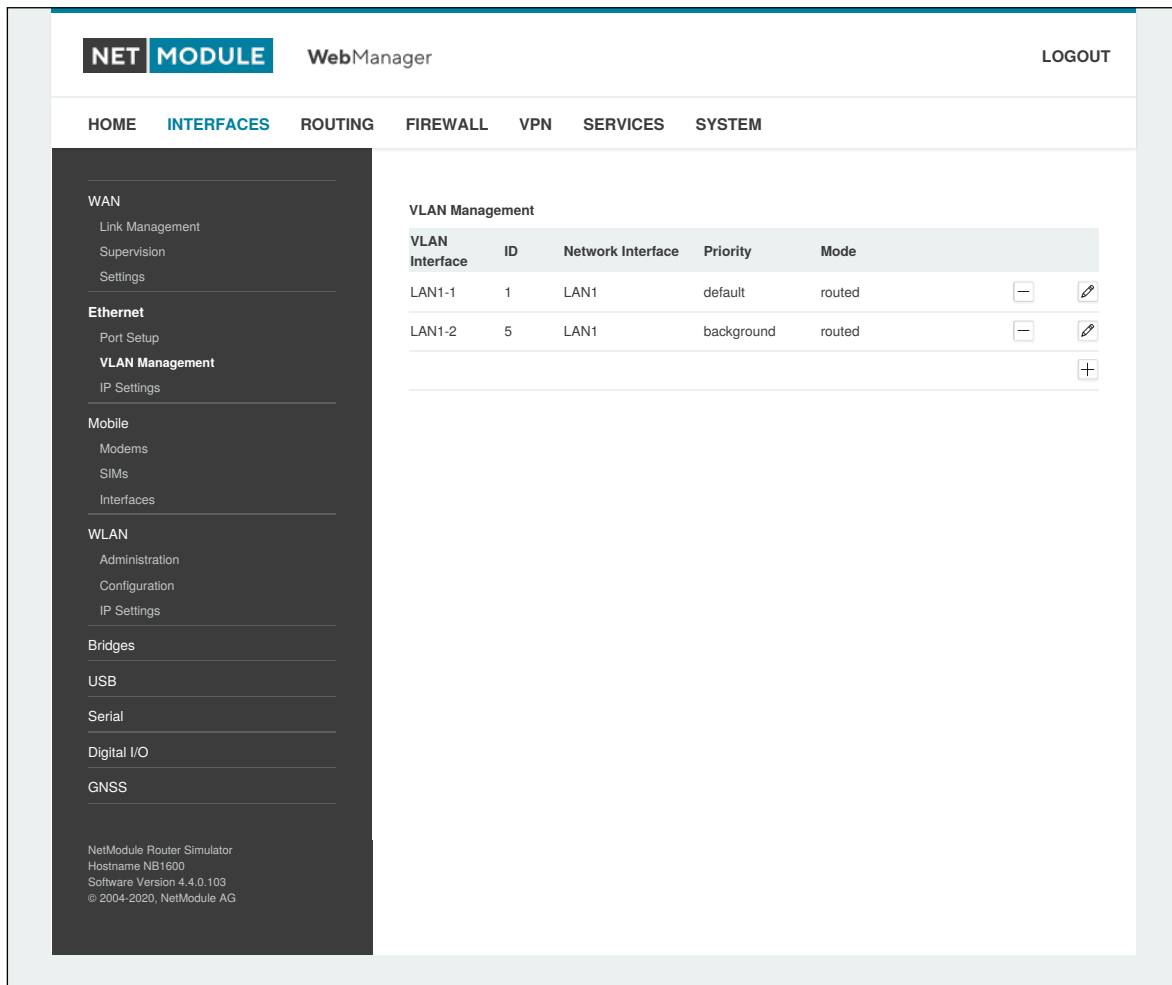 NET MODULE WebManager LOGOUT
HOME INTERFACES ROUTING FIREWALL VPN SERVICES SYSTEM
WAN
Link Management
Supervision
Settings
Ethernet
Port Setup
VLAN Management
IP Settings
Mobile
Modems
SIMs
Interfaces
WLAN
Administration
Configuration
IP Settings
Bridges
USB
Serial
Digital I/O
GNSS
NetModule Router Simulator
Hostname NB1600
Software Version 4.4.0.103
© 2004-2020, NetModule AG
VLAN Management
VLAN Interface ID Network Interface Priority Mode
LAN1-1 1 LAN1 default routed
LAN1-2 5 LAN1 background routed